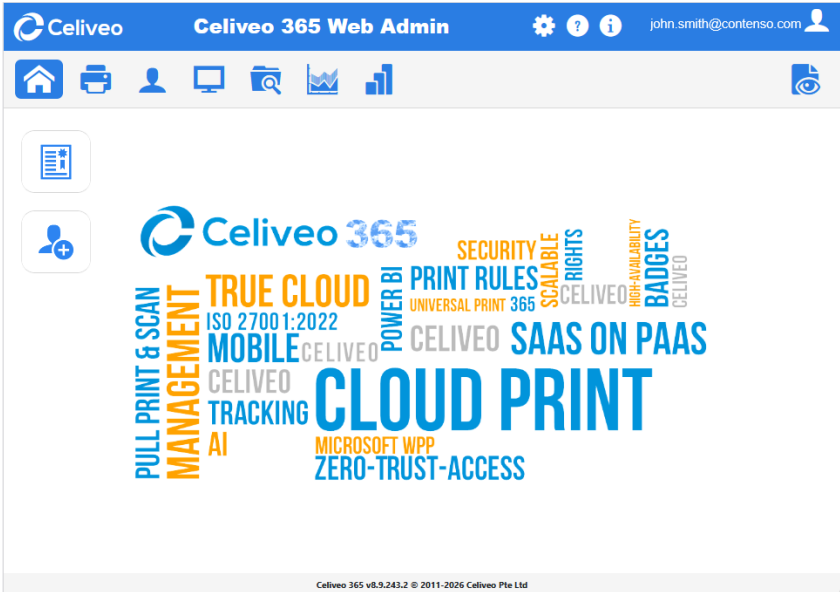 Celiveo
Celiveo 365 Web Admin
john.smith@contenso.com
Celiveo 365
SECURITY
SCALABLE
RIGHTS
HIGH-AVAILABILITY
BADGES
CELIVEO
PULL PRINT & SCAN
MANAGEMENT
TRUE CLOUD
POWER BI
PRINT RULES
CELIVEO
UNIVERSAL PRINT 365
ISO 27001:2022
MOBILE
CELIVEO
CELIVEO
SAAS ON PAAS
CELIVEO
CLOUD PRINT
TRACKING
AI
MICROSOFT WPP
ZERO-TRUST-ACCESS
Celiveo 365 v8.9.243.2 © 2011-2026 Celiveo Pte Ltd